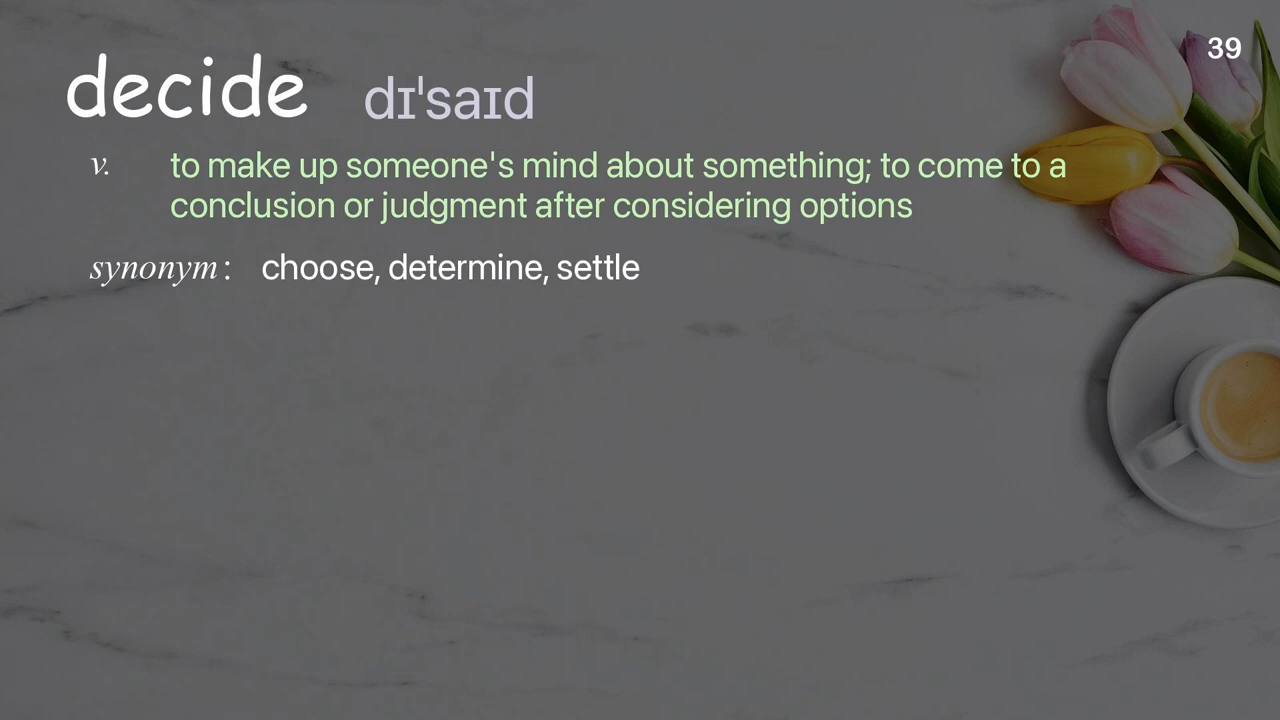 39
decide dɪˈsaɪd
v. to make up someone's mind about something; to come to a
conclusion or judgment after considering options
synonym : choose, determine, settle